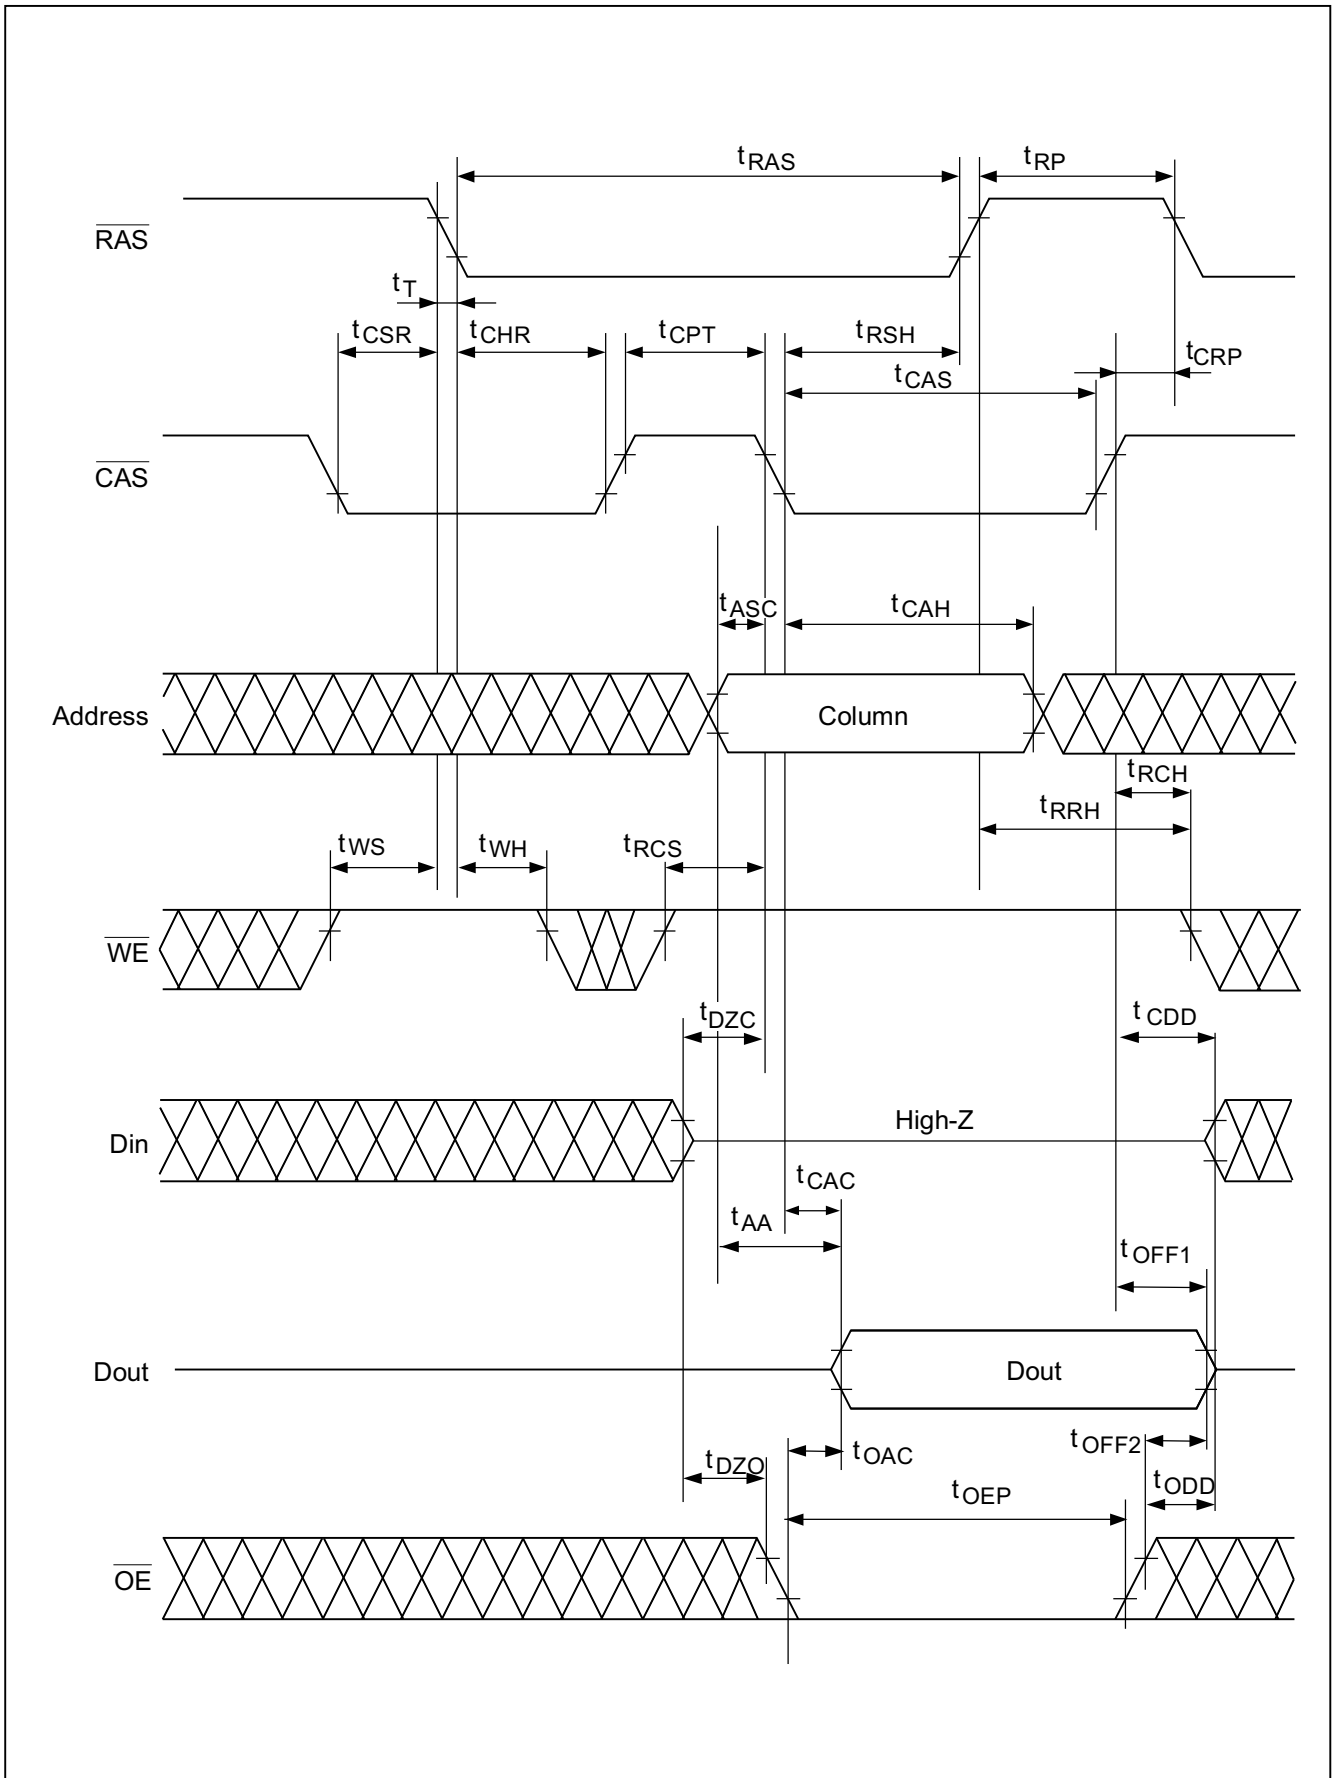 tRAS tRP
RAS
tT
tCSR tCHR tCPT tRSH tCRP
tCAS
CAS
tASC tCAH
Address Column
tRCH
tRRH
tWS tWH tRCS
WE
tDZC tCDD
High-Z
Din
tCAC
tAA
tOFF1
Dout Dout
tOFF2
tDZO tOAC
tODD
tOEP
OE